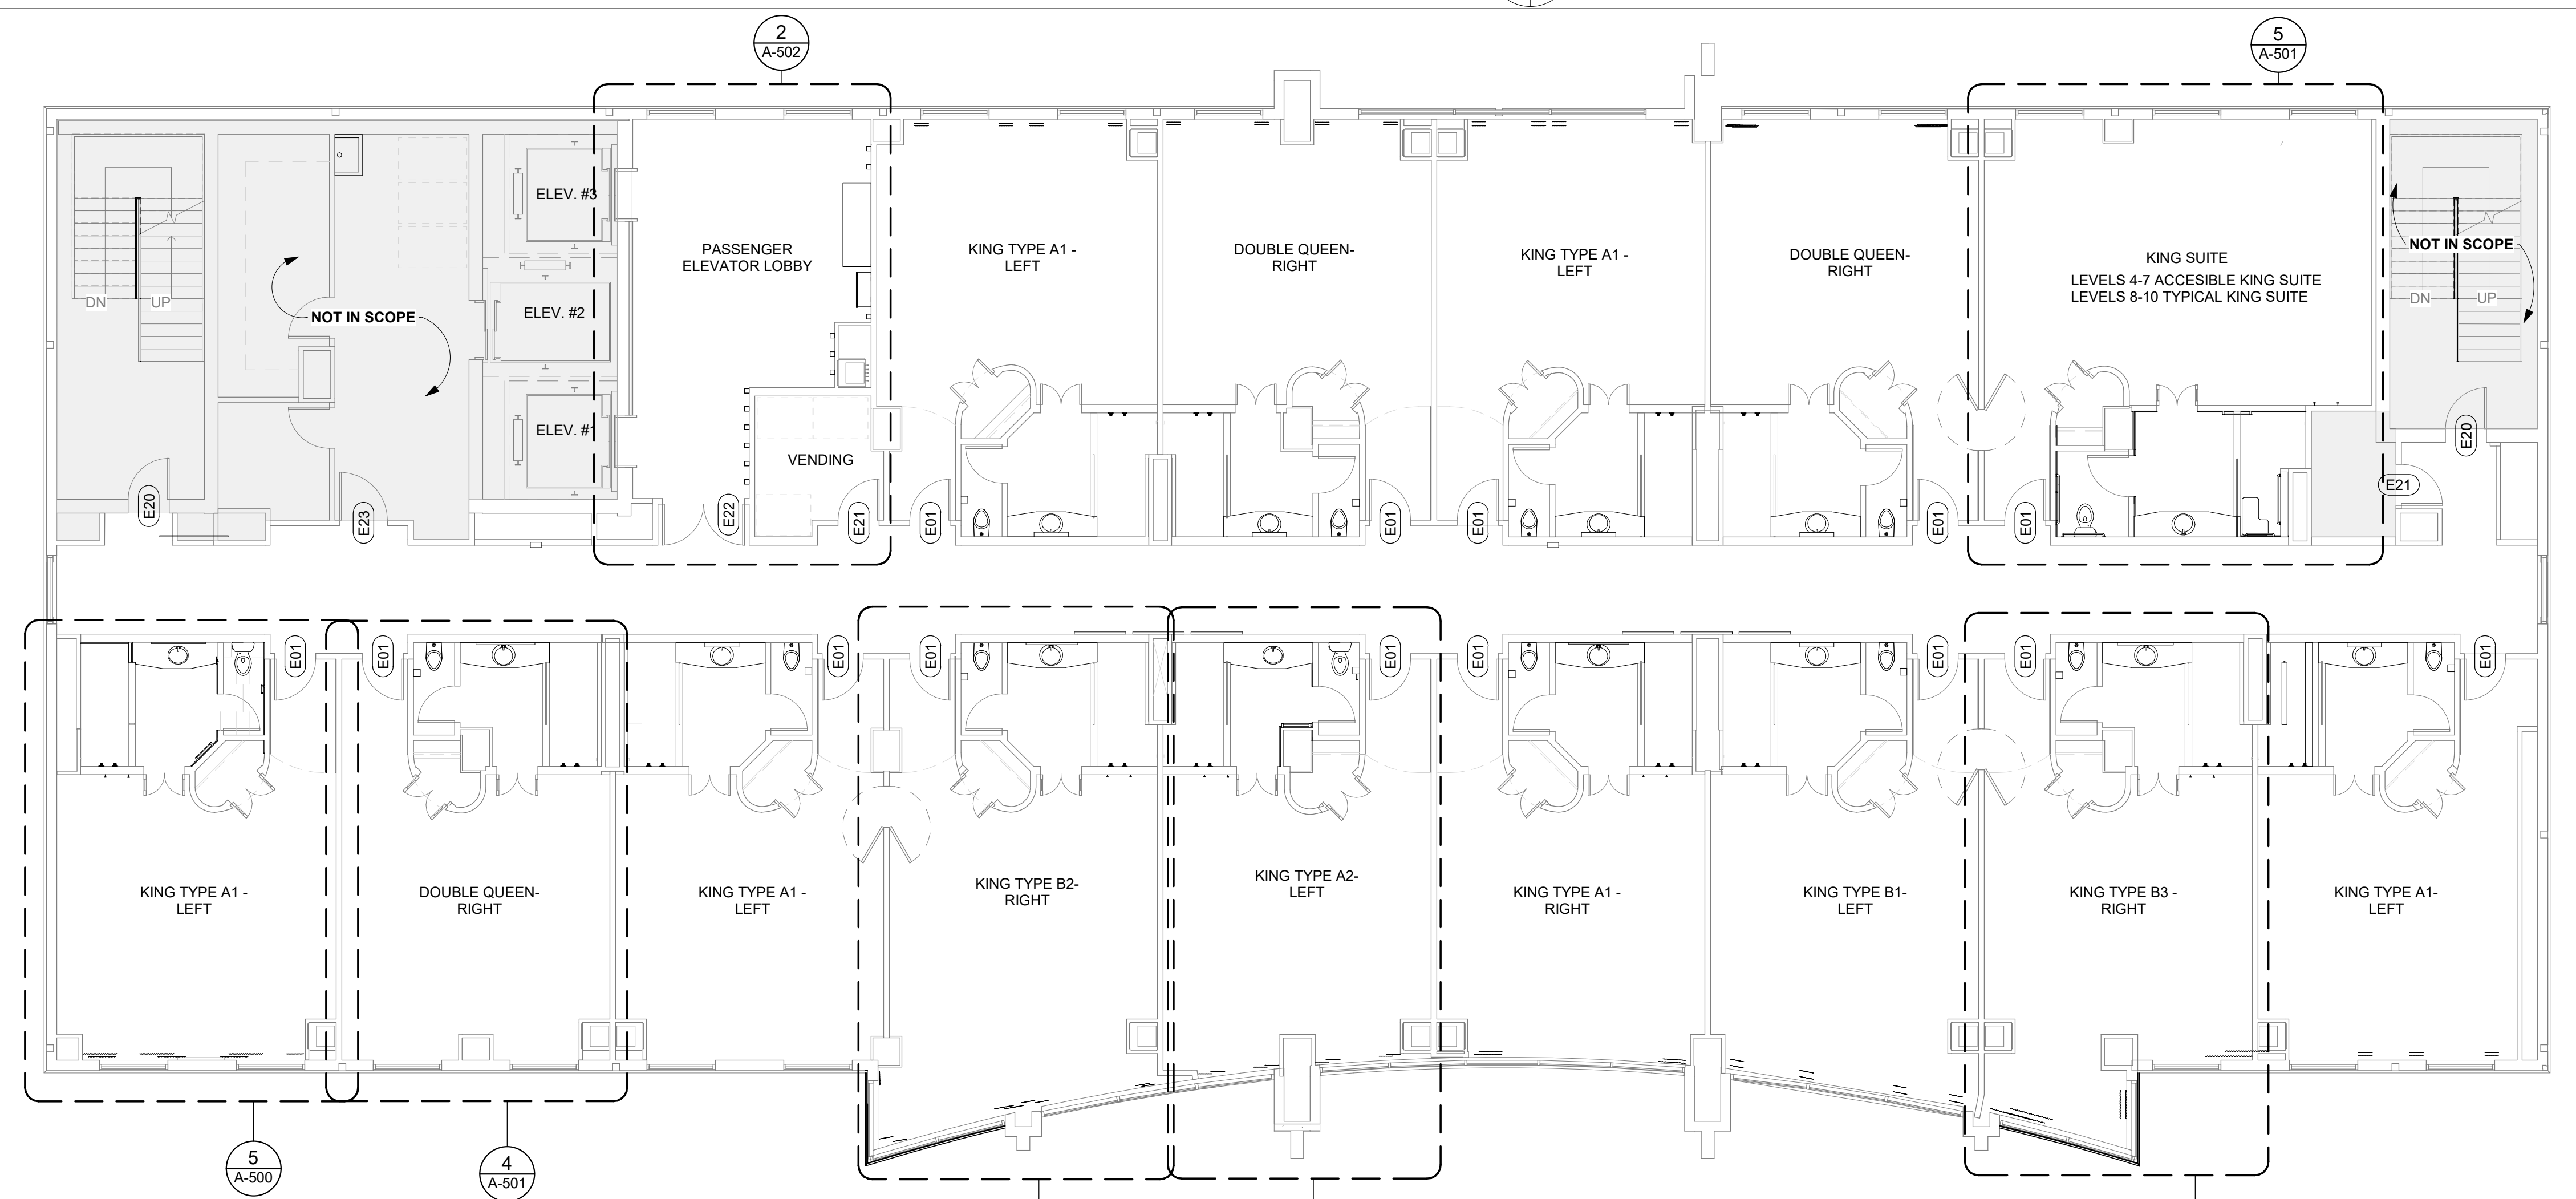 2
A-502
5
A-501
ELEV. #3
PASSENGER
ELEVATOR LOBBY
KING TYPE A1 -
LEFT
DOUBLE QUEEN-
RIGHT
KING TYPE A1 -
LEFT
DOUBLE QUEEN-
RIGHT
KING SUITE
LEVELS 4-7 ACCESIBLE KING SUITE
LEVELS 8-10 TYPICAL KING SUITE
NOT IN SCOPE
DN
UP
DN
UP
NOT IN SCOPE
ELEV. #2
ELEV. #1
VENDING
E20
E23
E22
E21
E01
E01
E01
E01
E01
E21
E20
E01
E01
E01
E01
E01
E01
E01
E01
E01
KING TYPE A1 -
LEFT
DOUBLE QUEEN-
RIGHT
KING TYPE A1 -
LEFT
KING TYPE B2-
RIGHT
KING TYPE A2-
LEFT
KING TYPE A1 -
RIGHT
KING TYPE B1-
LEFT
KING TYPE B3 -
RIGHT
KING TYPE A1-
LEFT
5
A-500
4
A-501